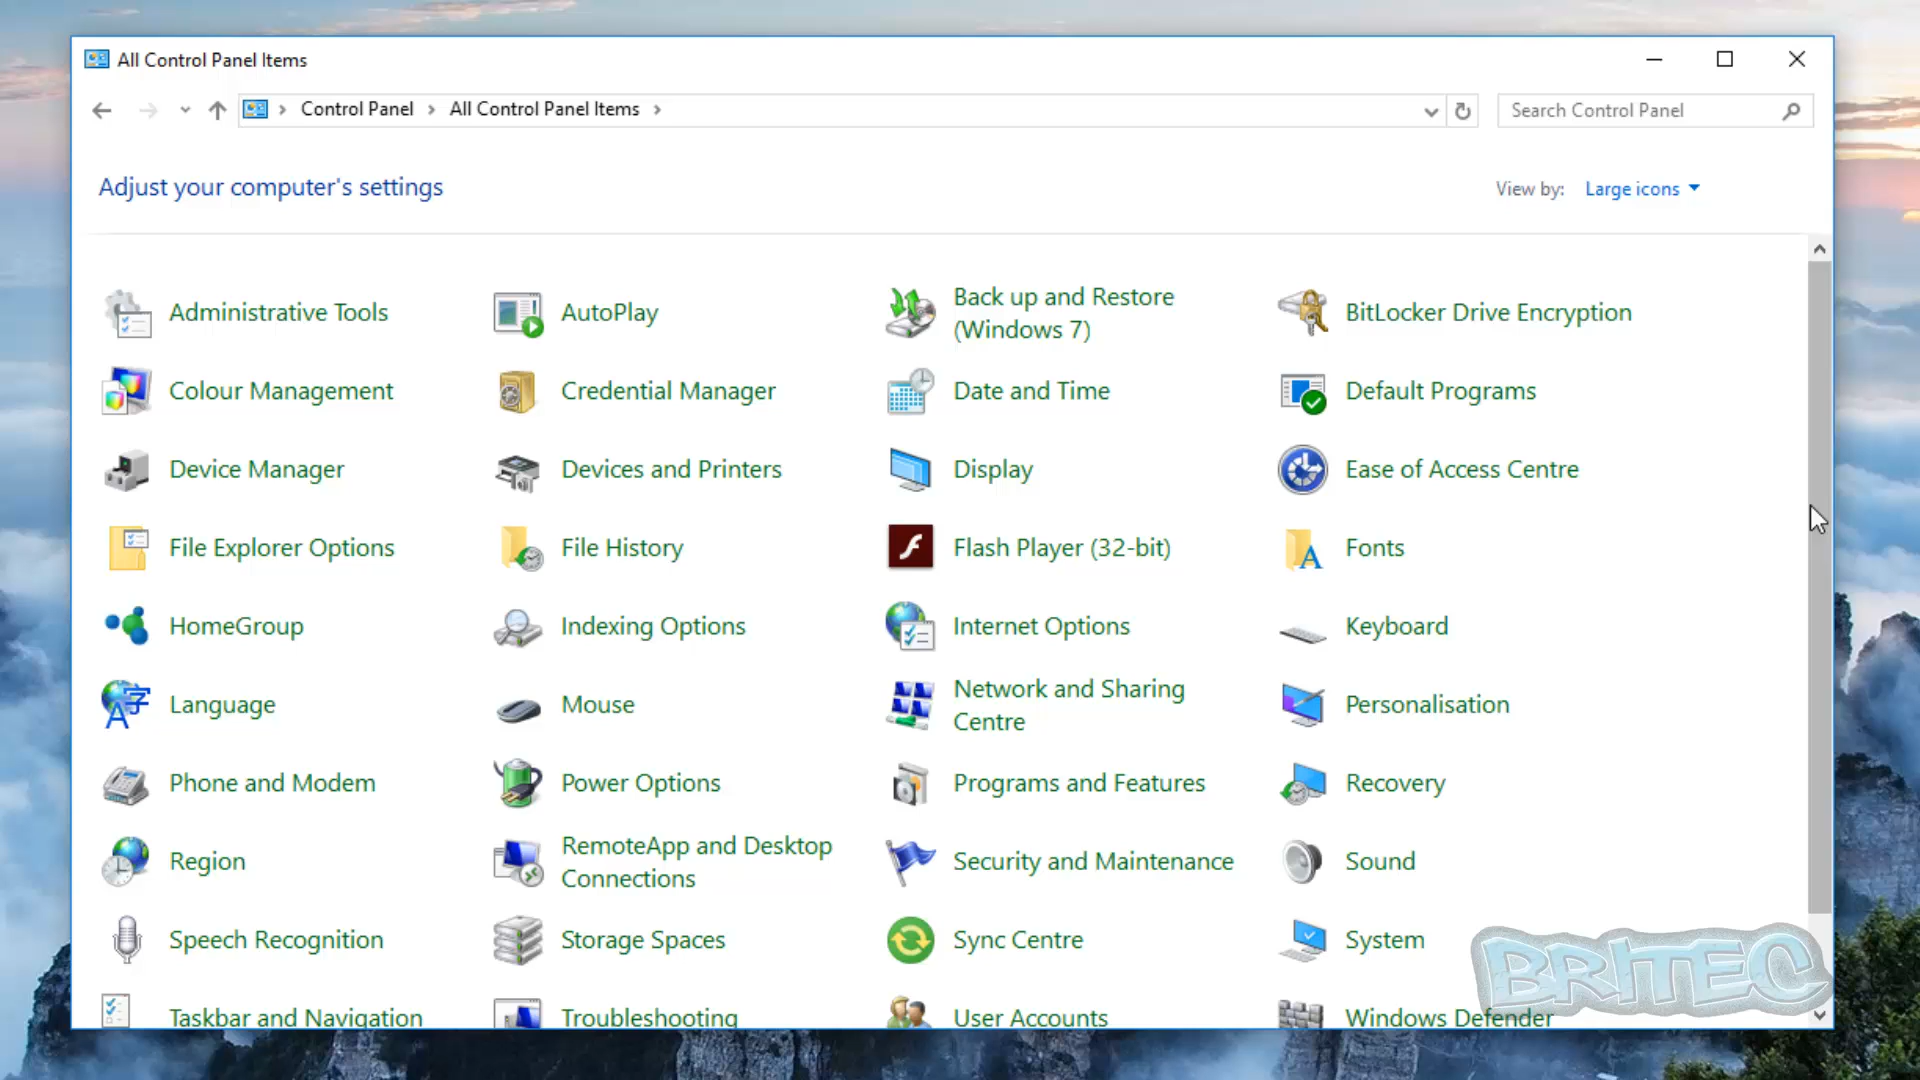 All Control Panel Items
Control Panel All Control Panel Items
Search Control Panel
Adjust your computer's settings
View by: Large icons
Administrative Tools
AutoPlay
Back up and Restore
(Windows 7)
BitLocker Drive Encryption
Colour Management
Credential Manager
Date and Time
Default Programs
Device Manager
Devices and Printers
Display
Ease of Access Centre
File Explorer Options
File History
Flash Player (32-bit)
Fonts
HomeGroup
Indexing Options
Internet Options
Keyboard
Language
Mouse
Network and Sharing
Centre
Personalisation
Phone and Modem
Power Options
Programs and Features
Recovery
Region
RemoteApp and Desktop
Connections
Security and Maintenance
Sound
Speech Recognition
Storage Spaces
Sync Centre
System
Taskbar and Navigation
Troubleshooting
User Accounts
Windows Defender
BRITEC